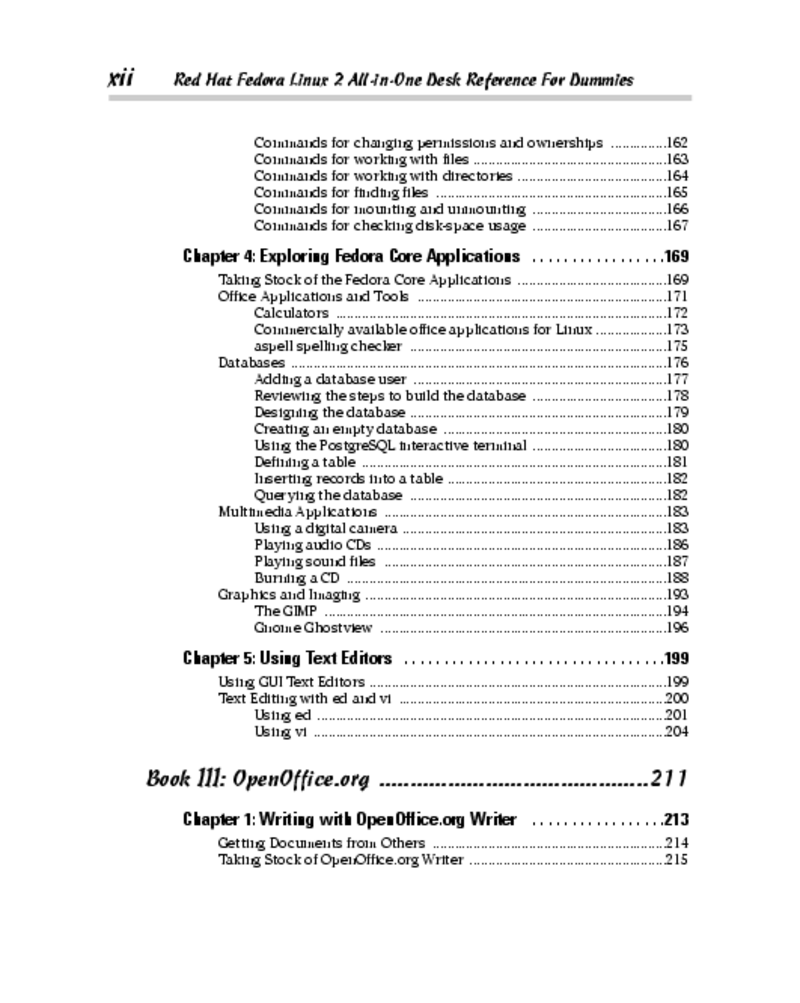 xii Red Hat Fedora Linux 2 All-in-One Desk Reference For Dummies
Commands for changing permissions and ownerships ...............162
Commands for working with files ....................................................163
Commands for working with directories ........................................164
Commands for finding files ..............................................................165
Commands for mounting and unmounting ....................................166
Commands for checking disk-space usage ....................................167
Chapter 4: Exploring Fedora Core Applications . . . . . . . . . . . . . . . . .169
Taking Stock of the Fedora Core Applications ........................................169
Office Applications and Tools ...................................................................171
Calculators .........................................................................................172
Commercially available office applications for Linux ...................173
aspell spelling checker .....................................................................175
Databases .....................................................................................................176
Adding a database user ....................................................................177
Reviewing the steps to build the database ....................................178
Designing the database .....................................................................179
Creating an empty database ............................................................180
Using the PostgreSQL interactive terminal ....................................180
Defining a table ..................................................................................181
Inserting records into a table ...........................................................182
Querying the database .....................................................................182
Multimedia Applications ............................................................................183
Using a digital camera .......................................................................183
Playing audio CDs ..............................................................................186
Playing sound files ............................................................................187
Burning a CD ......................................................................................188
Graphics and Imaging .................................................................................193
The GIMP ............................................................................................194
Gnome Ghostview .............................................................................196
Chapter 5: Using Text Editors . . . . . . . . . . . . . . . . . . . . . . . . . . . . . . . . .199
Using GUI Text Editors ................................................................................199
Text Editing with ed and vi ........................................................................200
Using ed ..............................................................................................201
Using vi ...............................................................................................204
Book III: OpenOffice.org ...........................................211
Chapter 1: Writing with OpenOffice.org Writer . . . . . . . . . . . . . . . . .213
Getting Documents from Others ...............................................................214
Taking Stock of OpenOffice.org Writer .....................................................215